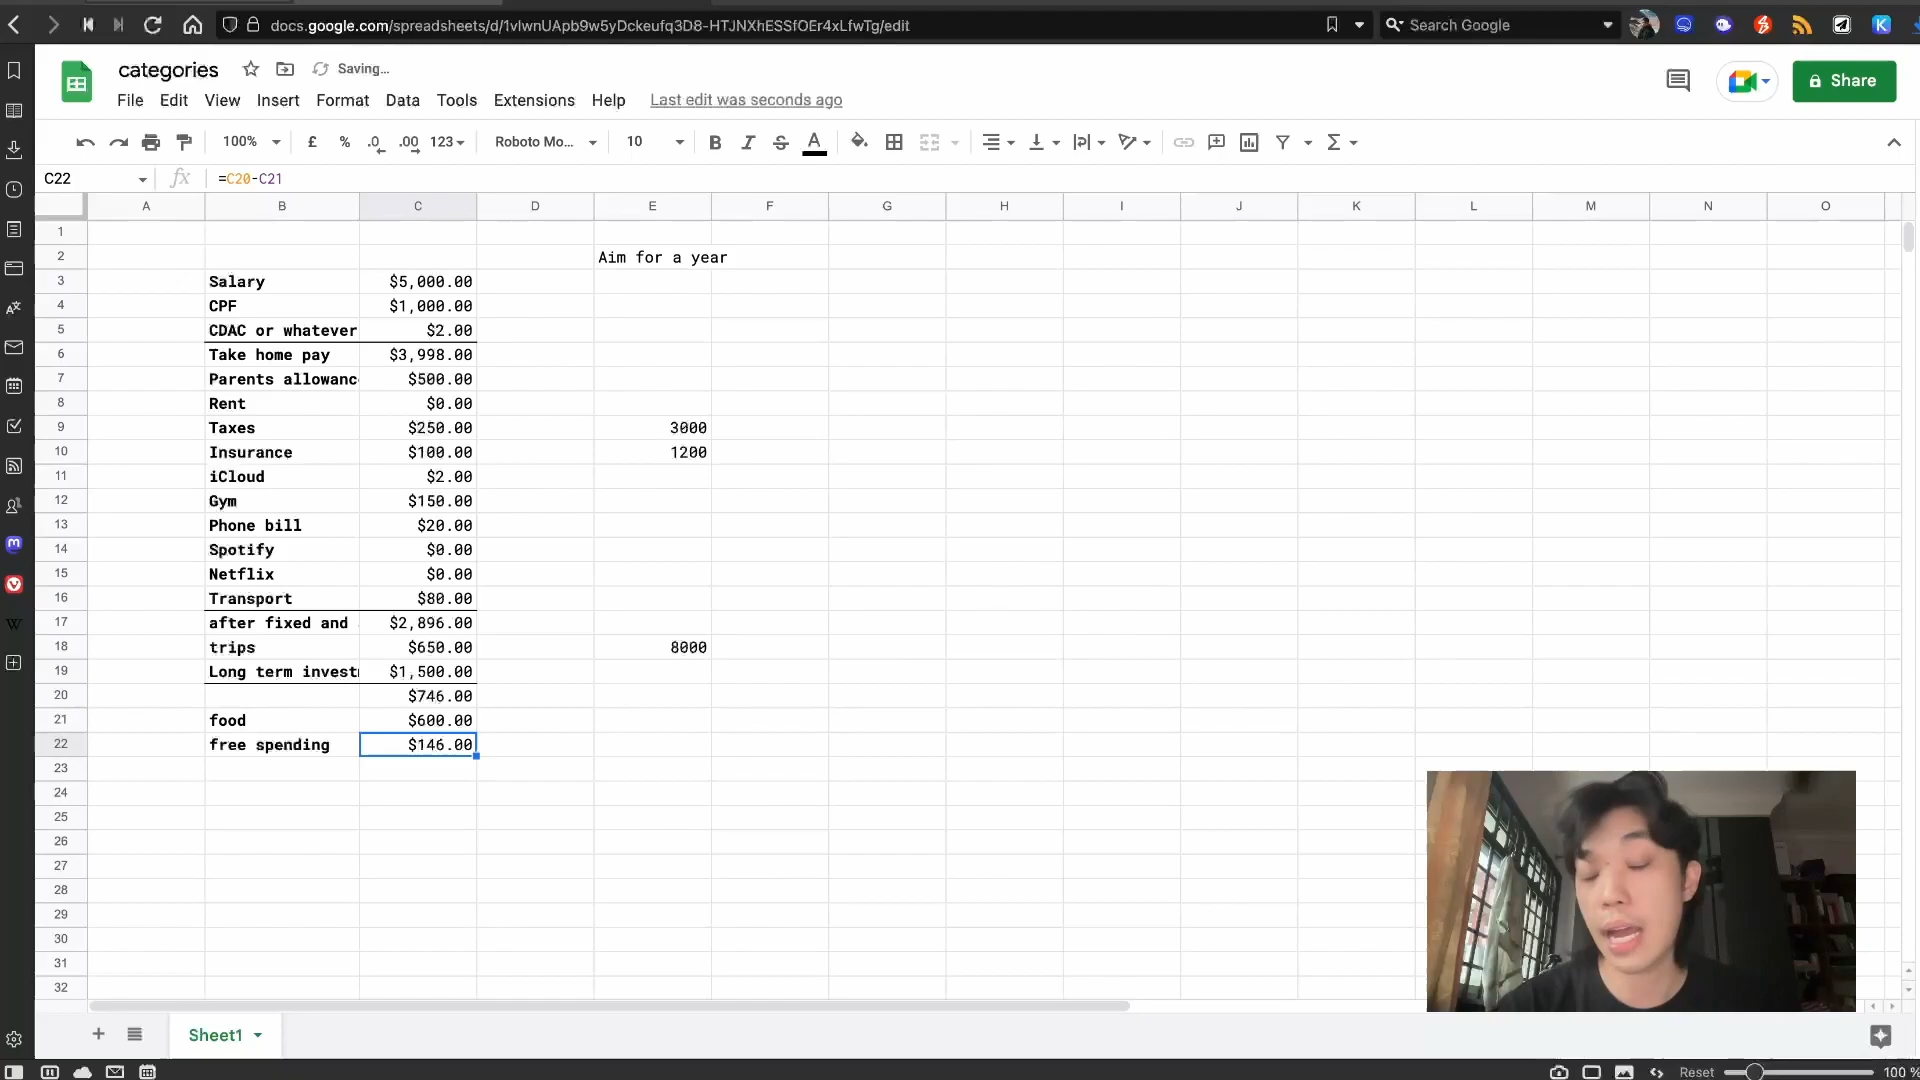 docs.google.com/spreadsheets/d/1vlwnUApb9w5yDckeufq3D8-HTJNXhESSfOEr4xLfwTg/edit
Search Google
categories
Saving…
File Edit View Insert Format Data Tools Extensions Help Last edit was seconds ago
Share
100% £ % .0 .00 123 Roboto Mo... 10 B I S A
C22 fx =C20-C21
A B C D E F G H I J K L M N O
1
2 Aim for a year
3 Salary $5,000.00
4 CPF $1,000.00
5 CDAC or whatever $2.00
6 Take home pay $3,998.00
7 Parents allowanc $500.00
8 Rent $0.00
9 Taxes $250.00 3000
10 Insurance $100.00 1200
11 iCloud $2.00
12 Gym $150.00
13 Phone bill $20.00
14 Spotify $0.00
15 Netflix $0.00
16 Transport $80.00
17 after fixed and $2,896.00
18 trips $650.00 8000
19 Long term invest $1,500.00
20 $746.00
21 food $600.00
22 free spending $146.00
23
24
25
26
27
28
29
30
31
32
Sheet1
Reset 100 %